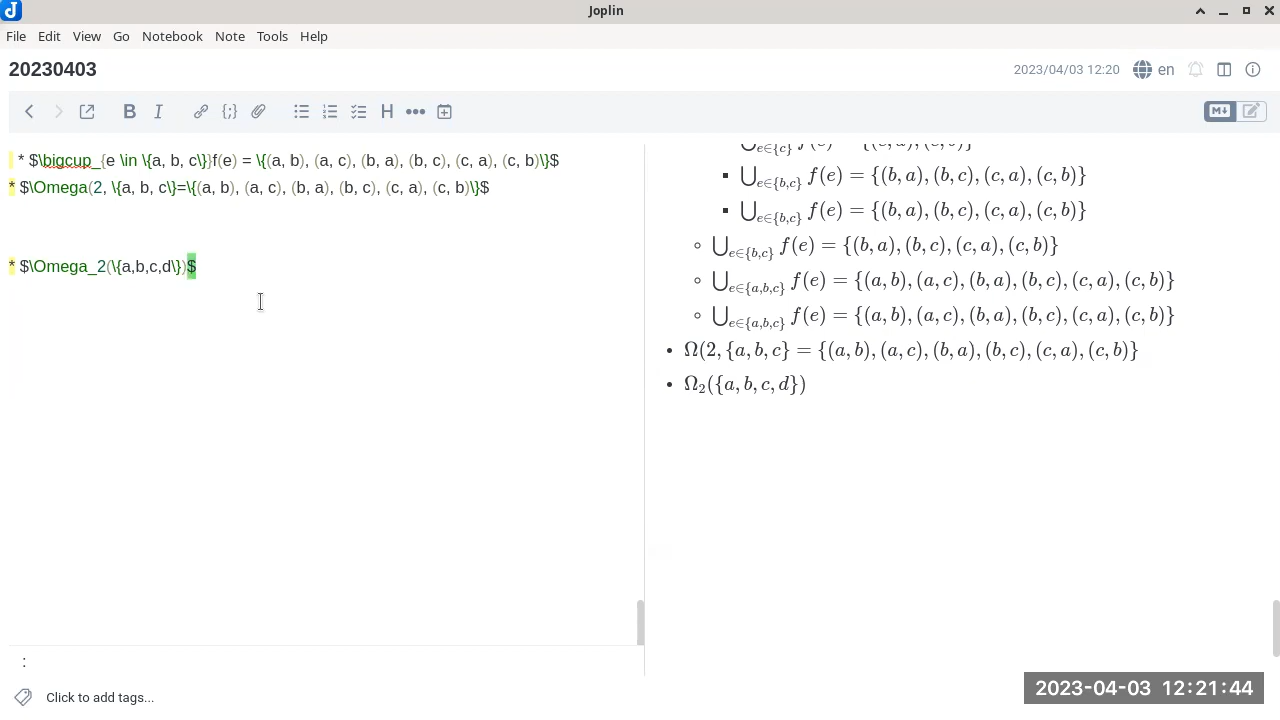 Joplin
File Edit View Go Notebook Note Tools Help
20230403
2023/04/03 12:20 en
* $\bigcup_{e \in \{a, b, c\}}f(e) = \{(a, b), (a, c), (b, a), (b, c), (c, a), (c, b)\}$
* $\Omega(2, \{a, b, c\}=\{(a, b), (a, c), (b, a), (b, c), (c, a), (c, b)\}$
* $\Omega_2(\{a,b,c,d\})$
:
⋃e∈{c} f(e) = {(c, a), (c, b)}
▪ ⋃e∈{b,c} f(e) = {(b, a), (b, c), (c, a), (c, b)}
▪ ⋃e∈{b,c} f(e) = {(b, a), (b, c), (c, a), (c, b)}
∘ ⋃e∈{b,c} f(e) = {(b, a), (b, c), (c, a), (c, b)}
∘ ⋃e∈{a,b,c} f(e) = {(a, b), (a, c), (b, a), (b, c), (c, a), (c, b)}
∘ ⋃e∈{a,b,c} f(e) = {(a, b), (a, c), (b, a), (b, c), (c, a), (c, b)}
• Ω(2, {a, b, c} = {(a, b), (a, c), (b, a), (b, c), (c, a), (c, b)}
• Ω₂({a, b, c, d})
Click to add tags...
2023-04-03 12:21:44